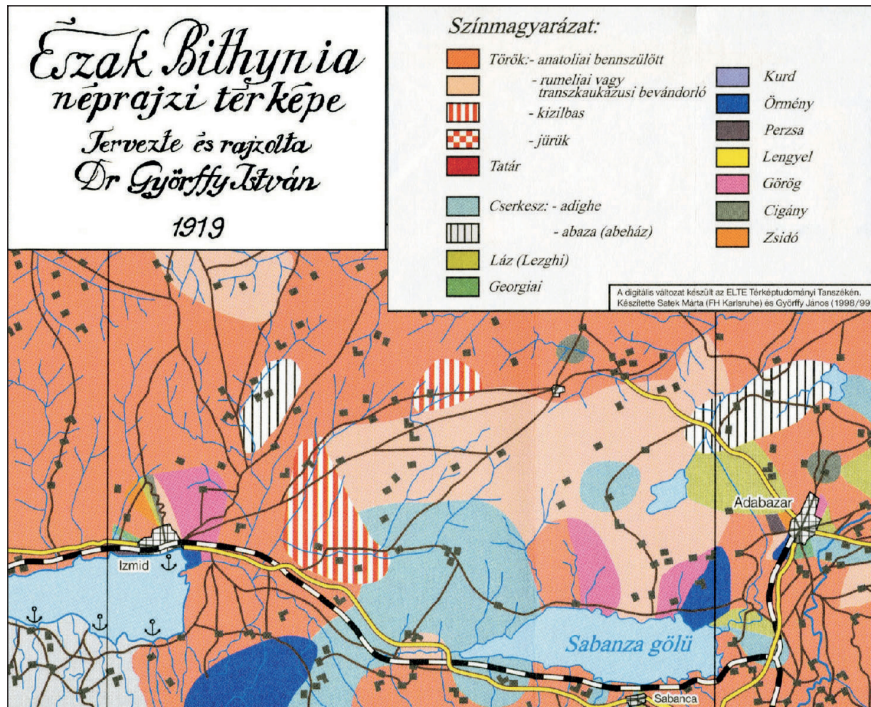 Észak Bithynia
néprajzi térképe
Tervezte és rajzolta
Dr Györffy István
1919
Színmagyarázat:
Török:- anatoliai bennszülött
- rumeliai vagy
transzkaukázusi bevándorló
- kizilbas
- jürük
Tatár
Cserkesz: - adighe
- abaza (abeház)
Láz (Lezghi)
Georgiai
Kurd
Örmény
Perzsa
Lengyel
Görög
Cigány
Zsidó
A digitális változat készült az ELTE Térképtudományi Tanszékén.
Készítette Satek Márta (FH Karlsruhe) és Györffy János (1998/99)
Adabazar
Izmid
Sabanza gölü
Sabanca